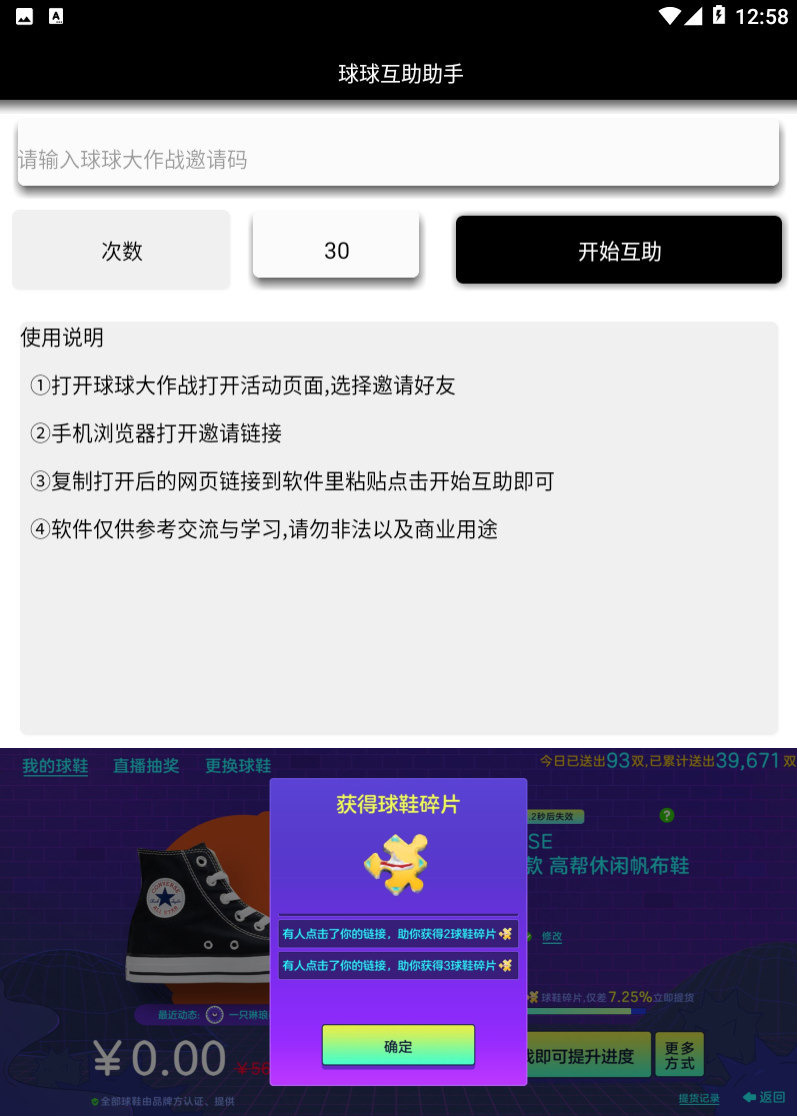 12:58
球球互助助手
请输入球球大作战邀请码
次数
30
开始互助
使用说明
①打开球球大作战打开活动页面,选择邀请好友
②手机浏览器打开邀请链接
③复制打开后的网页链接到软件里粘贴点击开始互助即可
④软件仅供参考交流与学习,请勿非法以及商业用途
我的球鞋 直播抽奖 更换球鞋
今日已送出93双,已累计送出39,671双
获得球鞋碎片
2秒后失效
?
SE
款 高帮休闲帆布鞋
CONVERSE
ALL STAR
有人点击了你的链接，助你获得2球鞋碎片
修改
有人点击了你的链接，助你获得3球鞋碎片
球鞋碎片,仅差7.25%立即提货
最近动态: 一只琳琅
¥0.00
确定
即可提升进度
更多
方式
全部球鞋由品牌方认证、提供
提货记录
返回